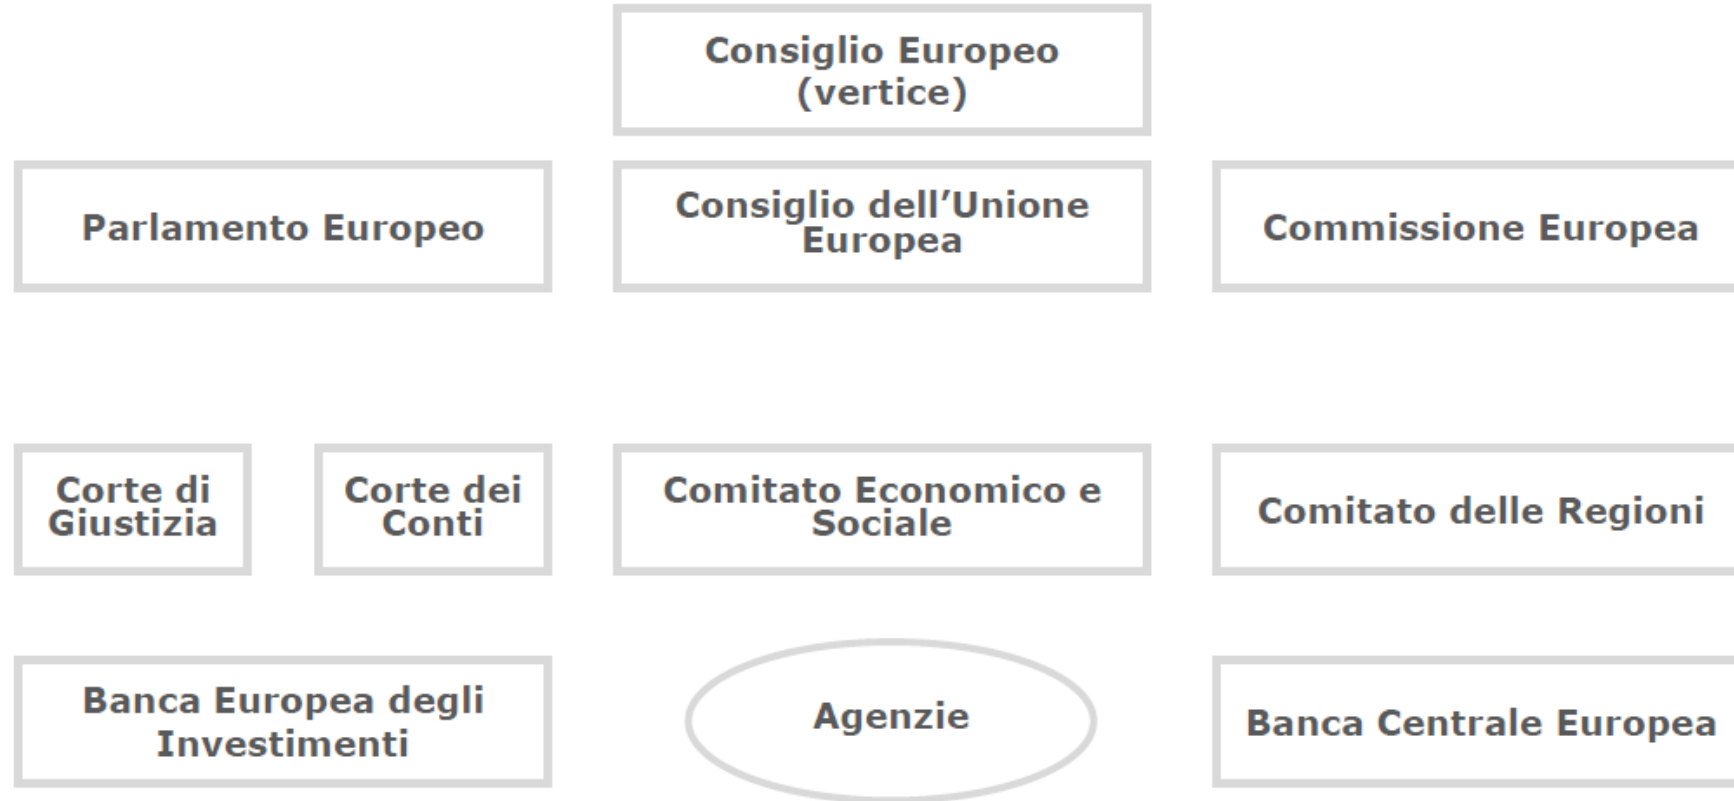 Consiglio Europeo
(vertice)
Parlamento Europeo
Consiglio dell’Unione
Europea
Commissione Europea
Corte di
Giustizia
Corte dei
Conti
Comitato Economico e
Sociale
Comitato delle Regioni
Banca Europea degli
Investimenti
Agenzie
Banca Centrale Europea